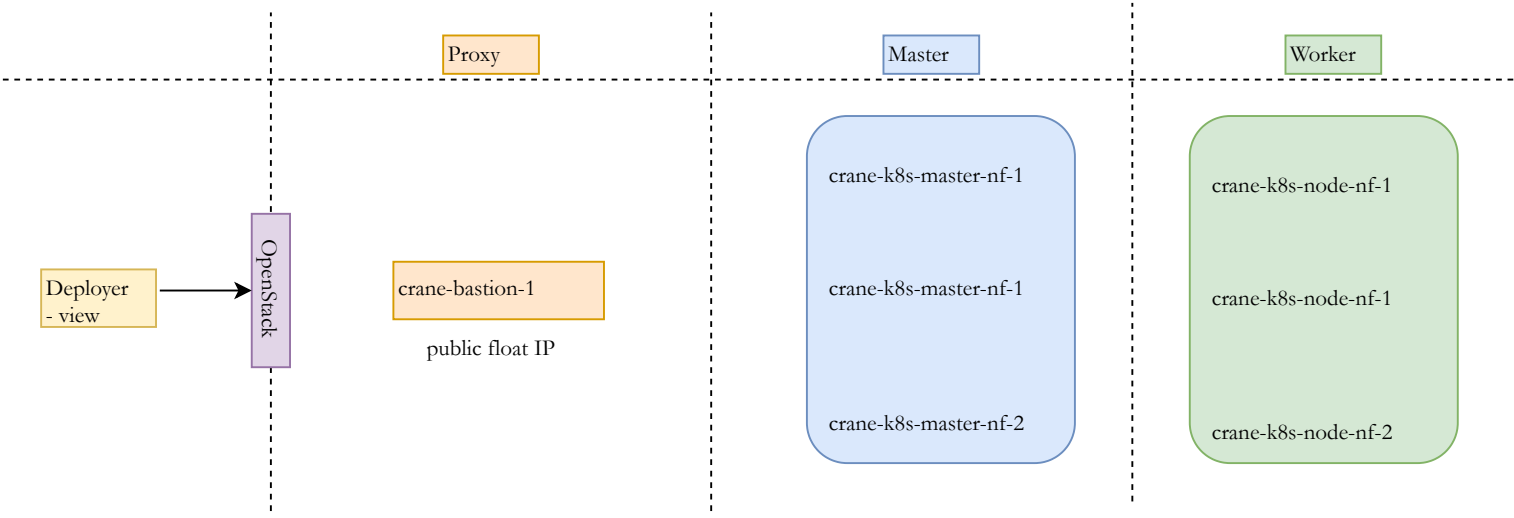 Proxy
Master
Worker
Deployer
- view
OpenStack
crane-bastion-1
public float IP
crane-k8s-master-nf-1
crane-k8s-master-nf-1
crane-k8s-master-nf-2
crane-k8s-node-nf-1
crane-k8s-node-nf-1
crane-k8s-node-nf-2